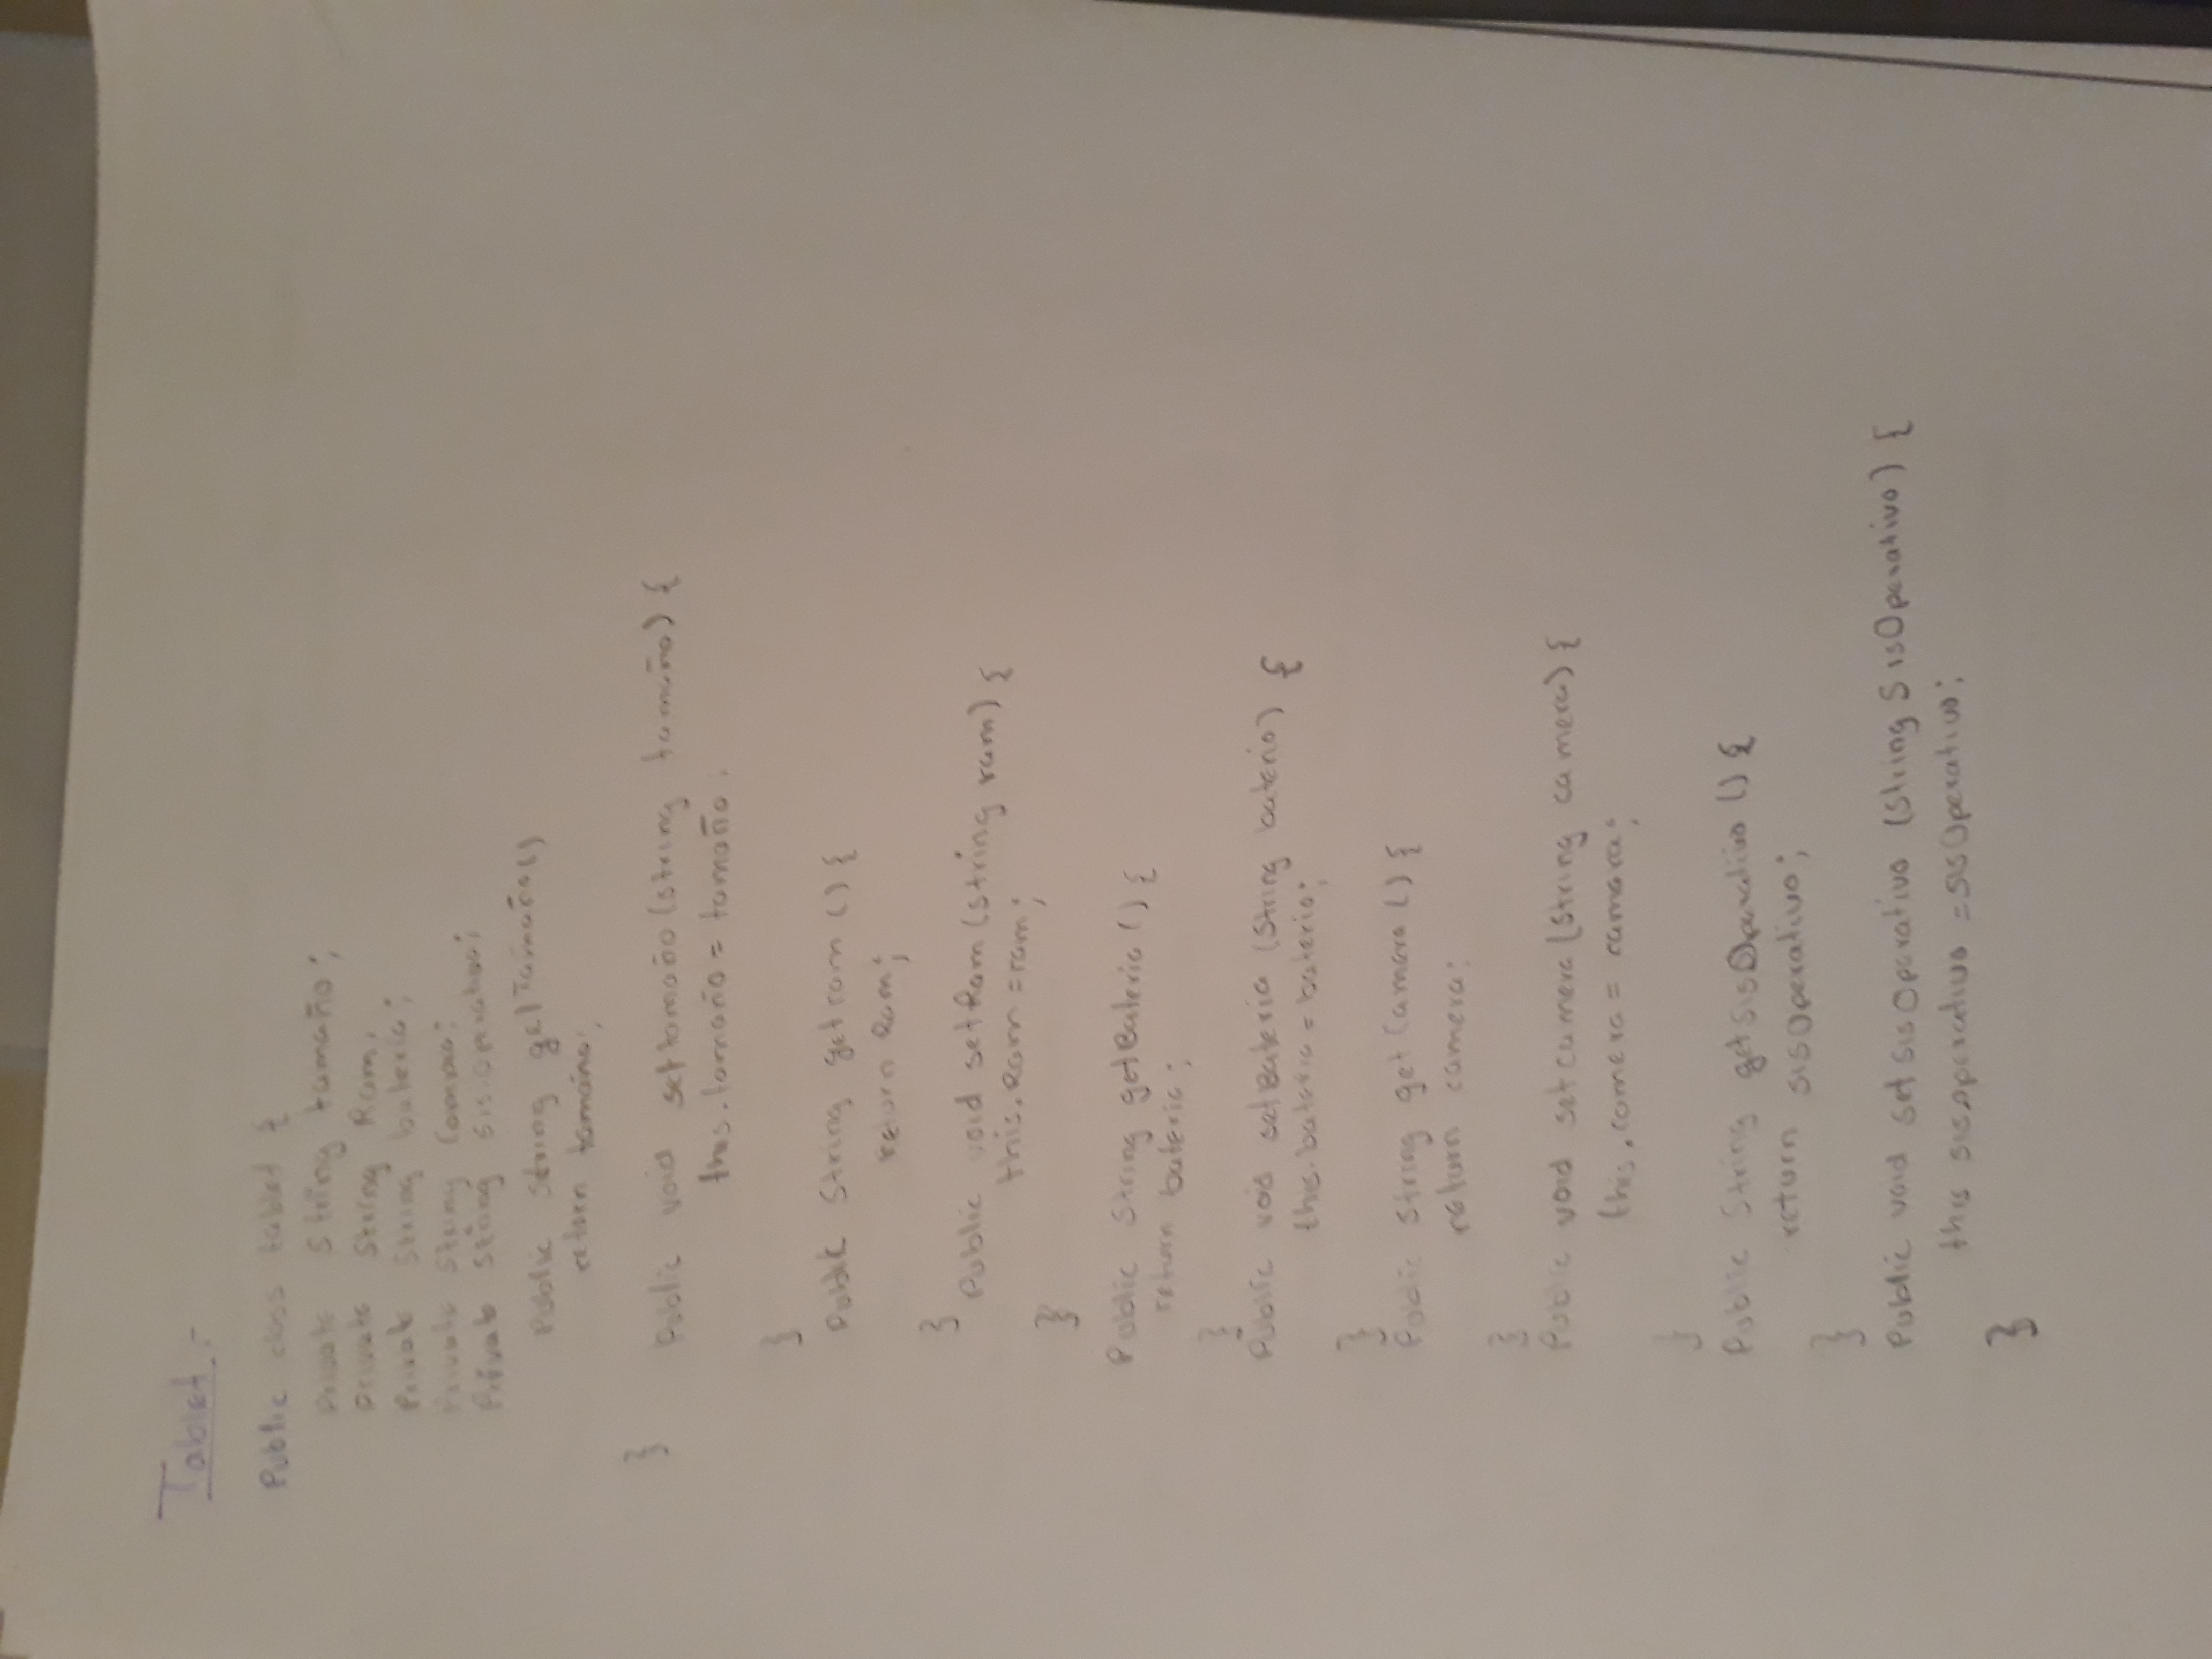 Tablet.-
Public class tablet {
Private String tamaño;
Private String Ram,
Private String bateria;
Private String Camara;
Private String sisOperativo;
Public String getTamaño()
return tamaño;
}
Public void settamaño (string tamaño) {
this.tamaño = tamaño.
}
Public String getram () {
return Ram;
}
Public void setRam (string ram) {
this.Ram = ram;
}
Public String getBateria () {
return bateria;
}
Public void setBateria (String bateria) {
this.bateria = bateria;
}
Public String getCamara () {
return camera;
}
Public void setcamera (String camera) {
this.camera = camara;
}
Public String getsisOperativo () {
return sisOperativo;
}
Public void setsisOperativo (String SisOperativo) {
this sisoperativo = sisOperativo;
}